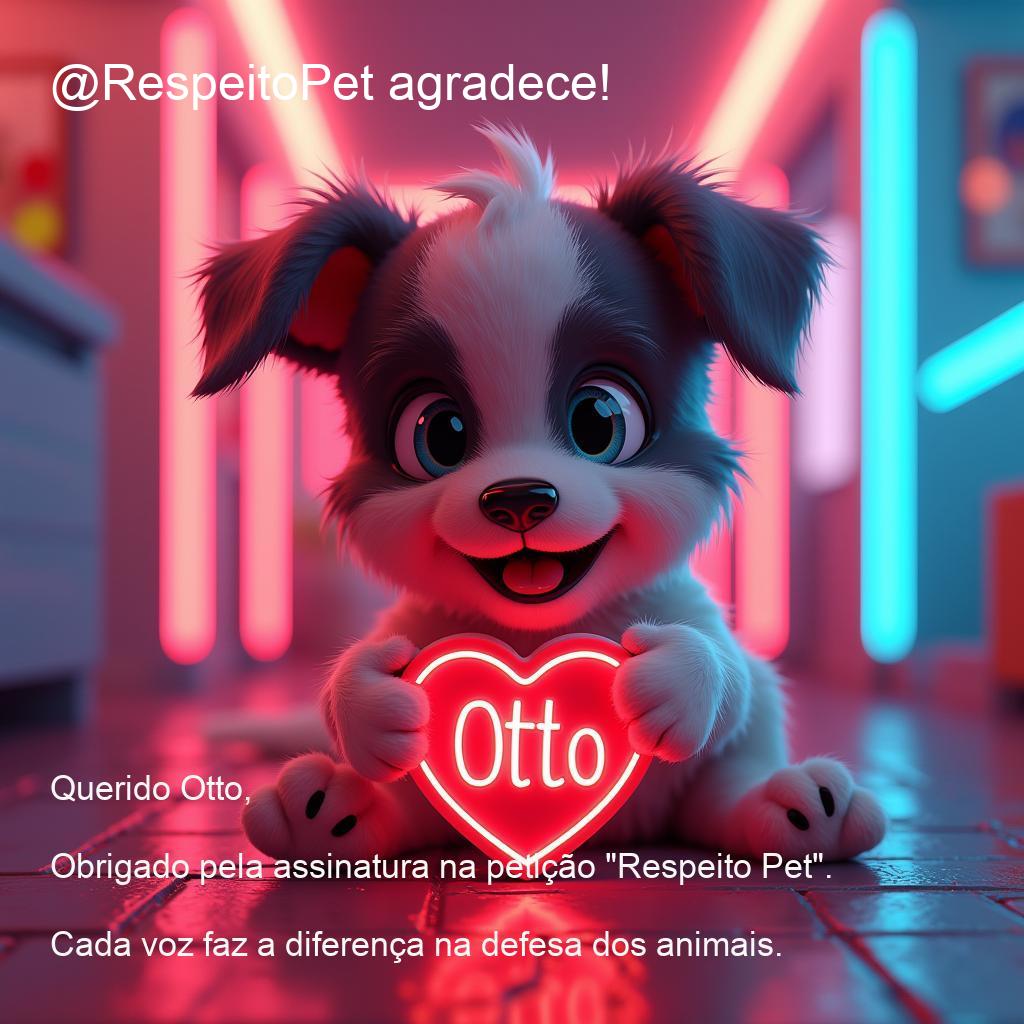 @RespeitoPet agradece!
Otto
Querido Otto,
Obrigado pela assinatura na petição "Respeito Pet".
Cada voz faz a diferença na defesa dos animais.